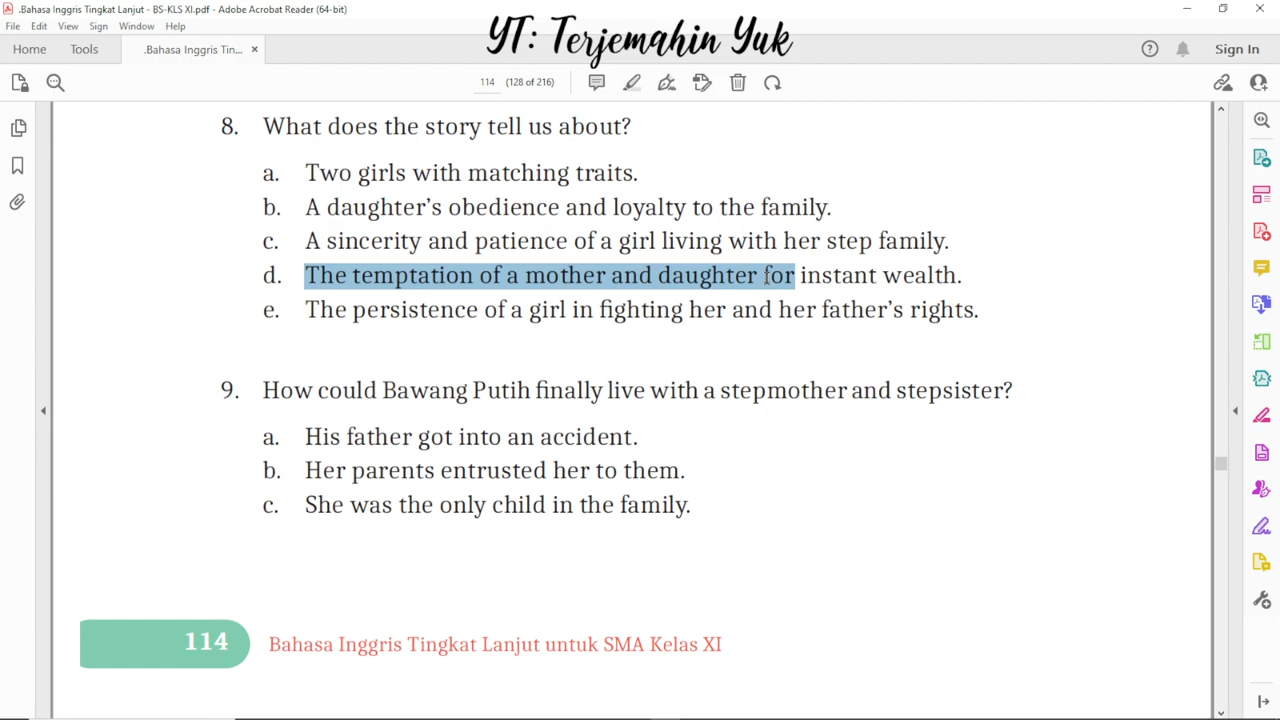 .Bahasa Inggris Tingkat Lanjut - BS-KLS XI.pdf - Adobe Acrobat Reader (64-bit)
YT: Terjemahin Yuk
File Edit View Sign Window Help
Home Tools .Bahasa Inggris Tin... × Sign In
114 (128 of 216)
8. What does the story tell us about?
a. Two girls with matching traits.
b. A daughter’s obedience and loyalty to the family.
c. A sincerity and patience of a girl living with her step family.
d. The temptation of a mother and daughter for instant wealth.
e. The persistence of a girl in fighting her and her father’s rights.
9. How could Bawang Putih finally live with a stepmother and stepsister?
a. His father got into an accident.
b. Her parents entrusted her to them.
c. She was the only child in the family.
114 Bahasa Inggris Tingkat Lanjut untuk SMA Kelas XI